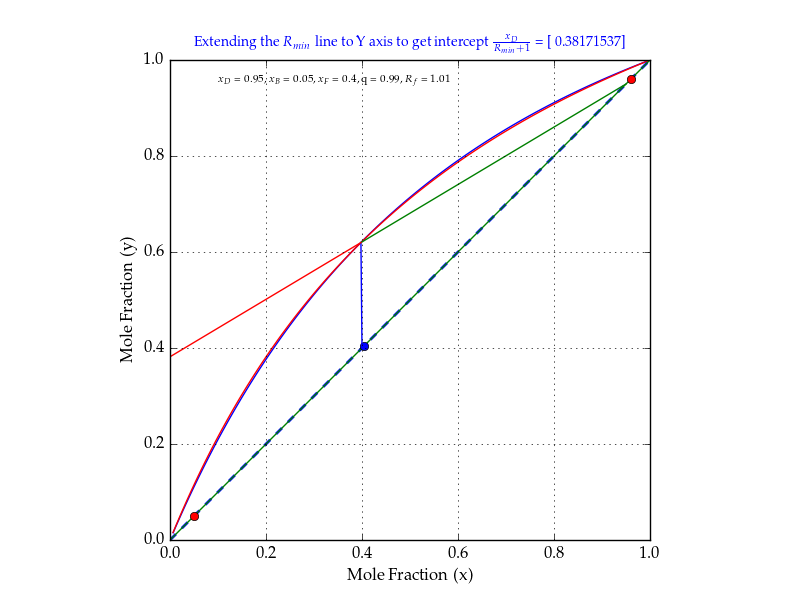 Extending the R_min line to Y axis to get intercept x_D/(R_min+1) = [ 0.38171537]
x_D = 0.95, x_B = 0.05, x_F = 0.4, q = 0.99, R_f = 1.01
1.0
0.8
0.6
0.4
0.2
0.0
Mole Fraction (y)
0.0 0.2 0.4 0.6 0.8 1.0
Mole Fraction (x)